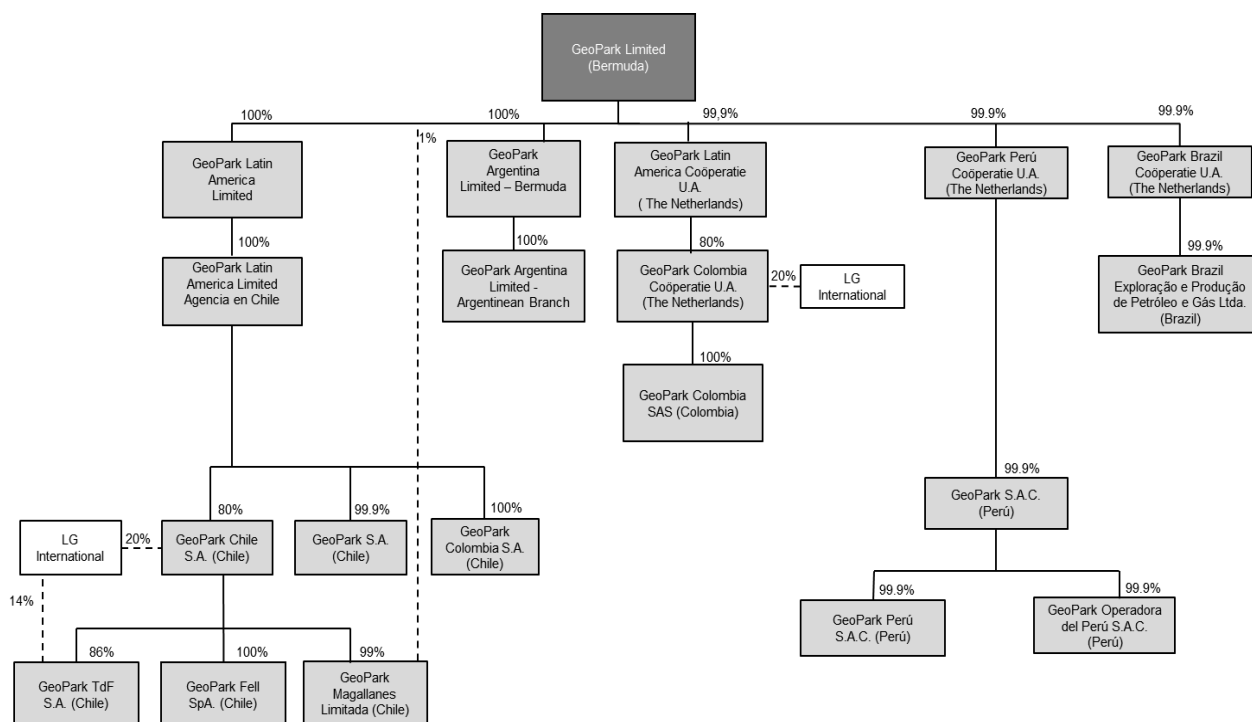 GeoPark Limited
(Bermuda)
100%
100%
99,9%
99.9%
99.9%
1%
GeoPark Latin
America
Limited
GeoPark
Argentina
Limited – Bermuda
GeoPark Latin
America Coöperatie
U.A.
( The Netherlands)
GeoPark Perú
Coöperatie U.A.
(The Netherlands)
GeoPark Brazil
Coöperatie U.A.
(The Netherlands)
100%
100%
80%
99.9%
GeoPark Latin
America Limited
Agencia en Chile
GeoPark Argentina
Limited -
Argentinean Branch
GeoPark Colombia
Coöperatie U.A.
(The Netherlands)
20%
LG
International
GeoPark Brazil
Exploração e Produção
de Petróleo e Gás Ltda.
(Brazil)
100%
GeoPark Colombia
SAS (Colombia)
99.9%
GeoPark S.A.C.
(Perú)
80%
99.9%
100%
LG
International
20%
GeoPark Chile
S.A. (Chile)
GeoPark S.A.
(Chile)
GeoPark
Colombia S.A.
(Chile)
99.9%
99.9%
14%
GeoPark Perú
S.A.C. (Perú)
GeoPark Operadora
del Perú S.A.C.
(Perú)
86%
100%
99%
GeoPark TdF
S.A. (Chile)
GeoPark Fell
SpA. (Chile)
GeoPark
Magallanes
Limitada (Chile)